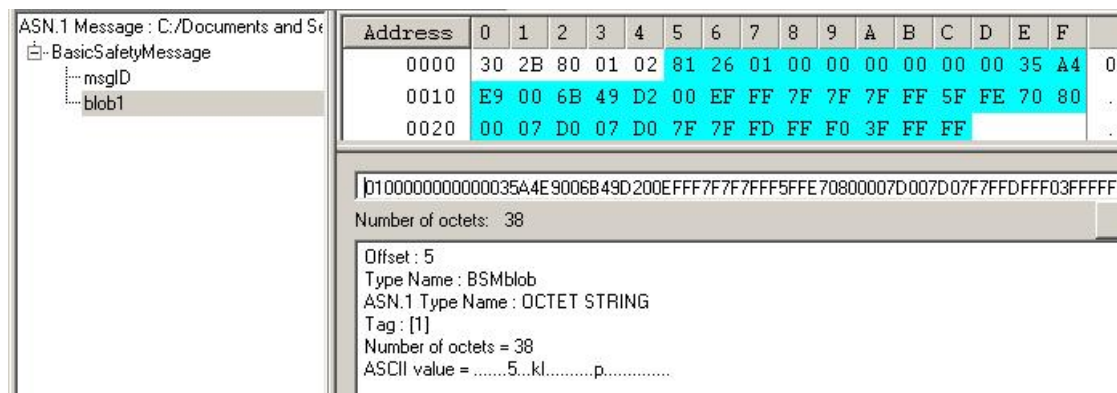 ASN.1 Message : C:/Documents and Se
BasicSafetyMessage
msgID
blob1
Address 0 1 2 3 4 5 6 7 8 9 A B C D E F
0000 30 2B 80 01 02 81 26 01 00 00 00 00 00 00 35 A4 0
0010 E9 00 6B 49 D2 00 EF FF 7F 7F 7F FF 5F FE 70 80 .
0020 00 07 D0 07 D0 7F 7F FD FF F0 3F FF FF .
0100000000000035A4E9006B49D200EFFF7F7F7FFF5FFE70800007D007D07F7FFDFFF03FFFFF
Number of octets: 38
Offset : 5
Type Name : BSMblob
ASN.1 Type Name : OCTET STRING
Tag : [1]
Number of octets = 38
ASCII value = .......5...kI..........p.............